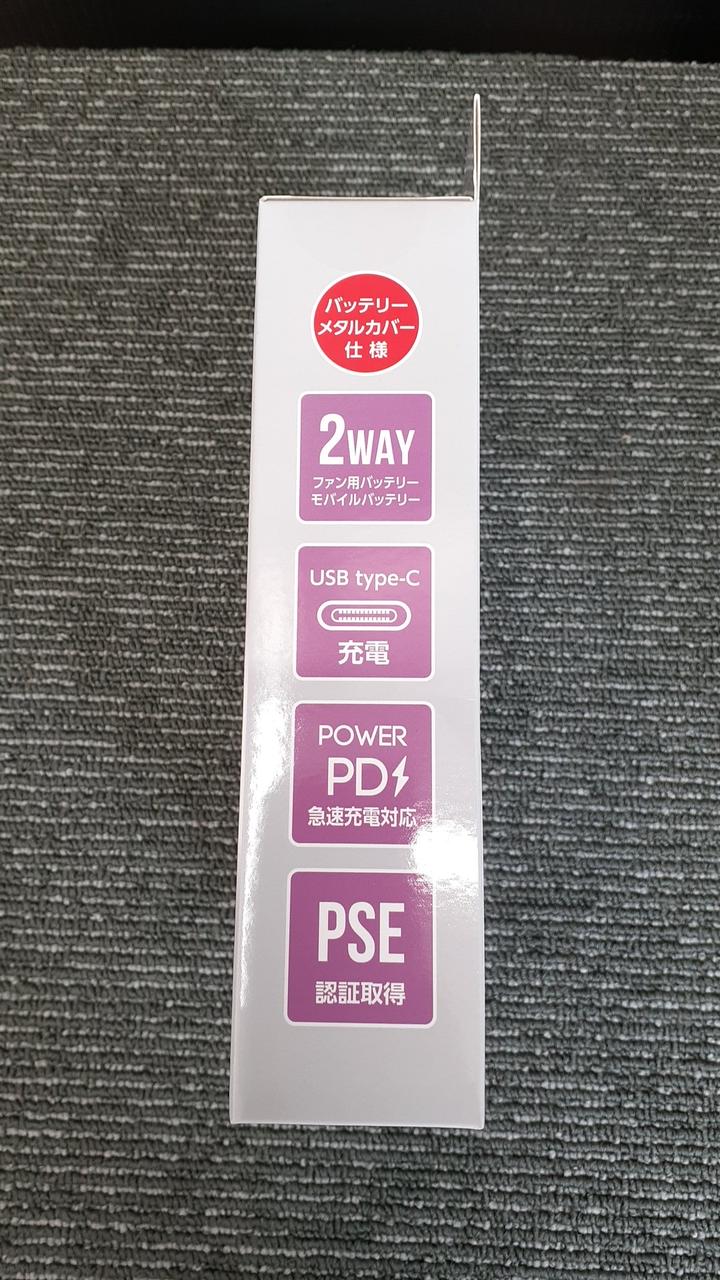 バッテリー
メタルカバー
仕様
2WAY
ファン用バッテリー
モバイルバッテリー
USB type-C
充電
POWER
PD
急速充電対応
PSE
認証取得